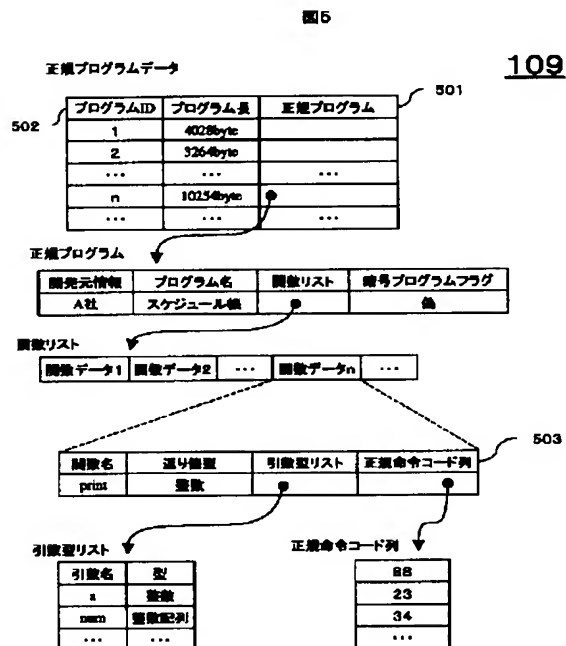 図5
109
正規プログラムデータ
501
502
プログラムID プログラム長 正規プログラム
1 4028byte
2 3264byte
... ... ...
n 10254byte
... ... ...
正規プログラム
開発元情報 プログラム名 関数リスト 暗号プログラムフラグ
A社 スケジュール帳 偽
関数リスト
関数データ1 関数データ2 ... 関数データn ...
503
関数名 返り値型 引数型リスト 正規命令コード列
print 整数
引数型リスト
正規命令コード列
引数名 型
s 整数
num 整数配列
... ...
88
23
34
...